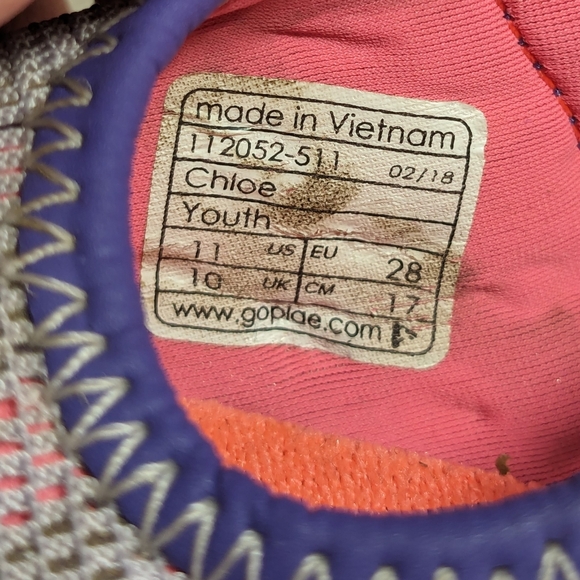 made in Vietnam
112052-511 02/18
Chloe
Youth
11 US EU 28
10 UK CM 17
www.goplae.com